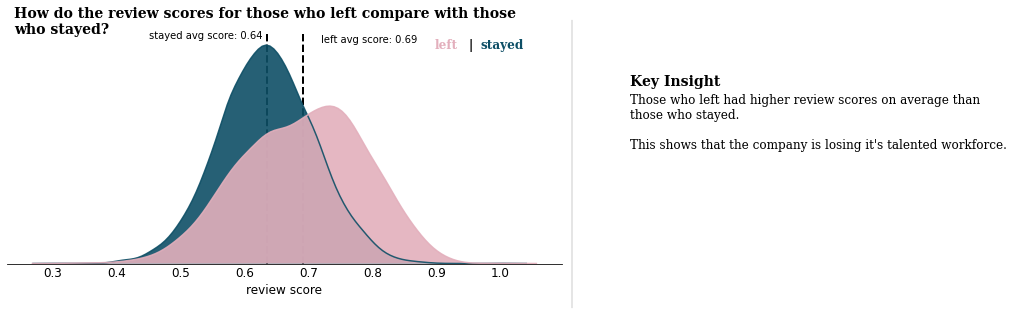 How do the review scores for those who left compare with those
who stayed?
stayed avg score: 0.64
left avg score: 0.69
left | stayed
0.3 0.4 0.5 0.6 0.7 0.8 0.9 1.0
review score
Key Insight
Those who left had higher review scores on average than
those who stayed.
This shows that the company is losing it's talented workforce.